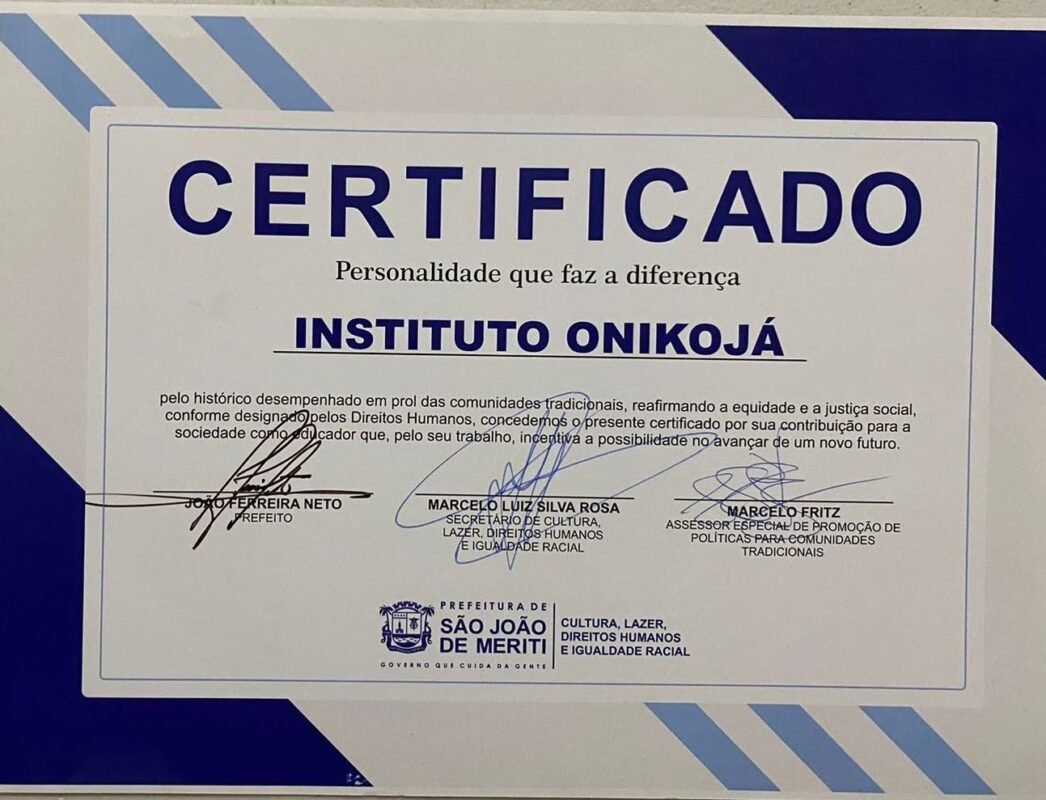 CERTIFICADO
Personalidade que faz a diferença
INSTITUTO ONIKOJÁ
pelo histórico desempenhado em prol das comunidades tradicionais, reafirmando a equidade e a justiça social,
conforme designado pelos Direitos Humanos, concedemos o presente certificado por sua contribuição para a
sociedade como educador que, pelo seu trabalho, incentiva a possibilidade no avançar de um novo futuro.
JOÃO FERREIRA NETO
PREFEITO
MARCELO LUIZ SILVA ROSA
SECRETÁRIO DE CULTURA,
LAZER, DIREITOS HUMANOS
E IGUALDADE RACIAL
MARCELO FRITZ
ASSESSOR ESPECIAL DE PROMOÇÃO DE
POLÍTICAS PARA COMUNIDADES
TRADICIONAIS
PREFEITURA DE
SÃO JOÃO
DE MERITI
GOVERNO QUE CUIDA DA GENTE
CULTURA, LAZER,
DIREITOS HUMANOS
E IGUALDADE RACIAL